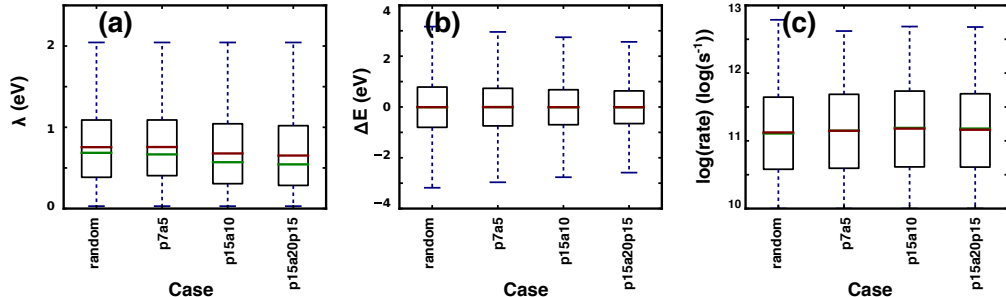 (a)
λ (eV)
2
1
0
random
p7a5
p15a10
p15a20p15
Case
(b)
ΔE (eV)
4
2
0
−2
−4
random
p7a5
p15a10
p15a20p15
Case
(c)
log(rate) (log(s⁻¹))
13
12
11
10
random
p7a5
p15a10
p15a20p15
Case